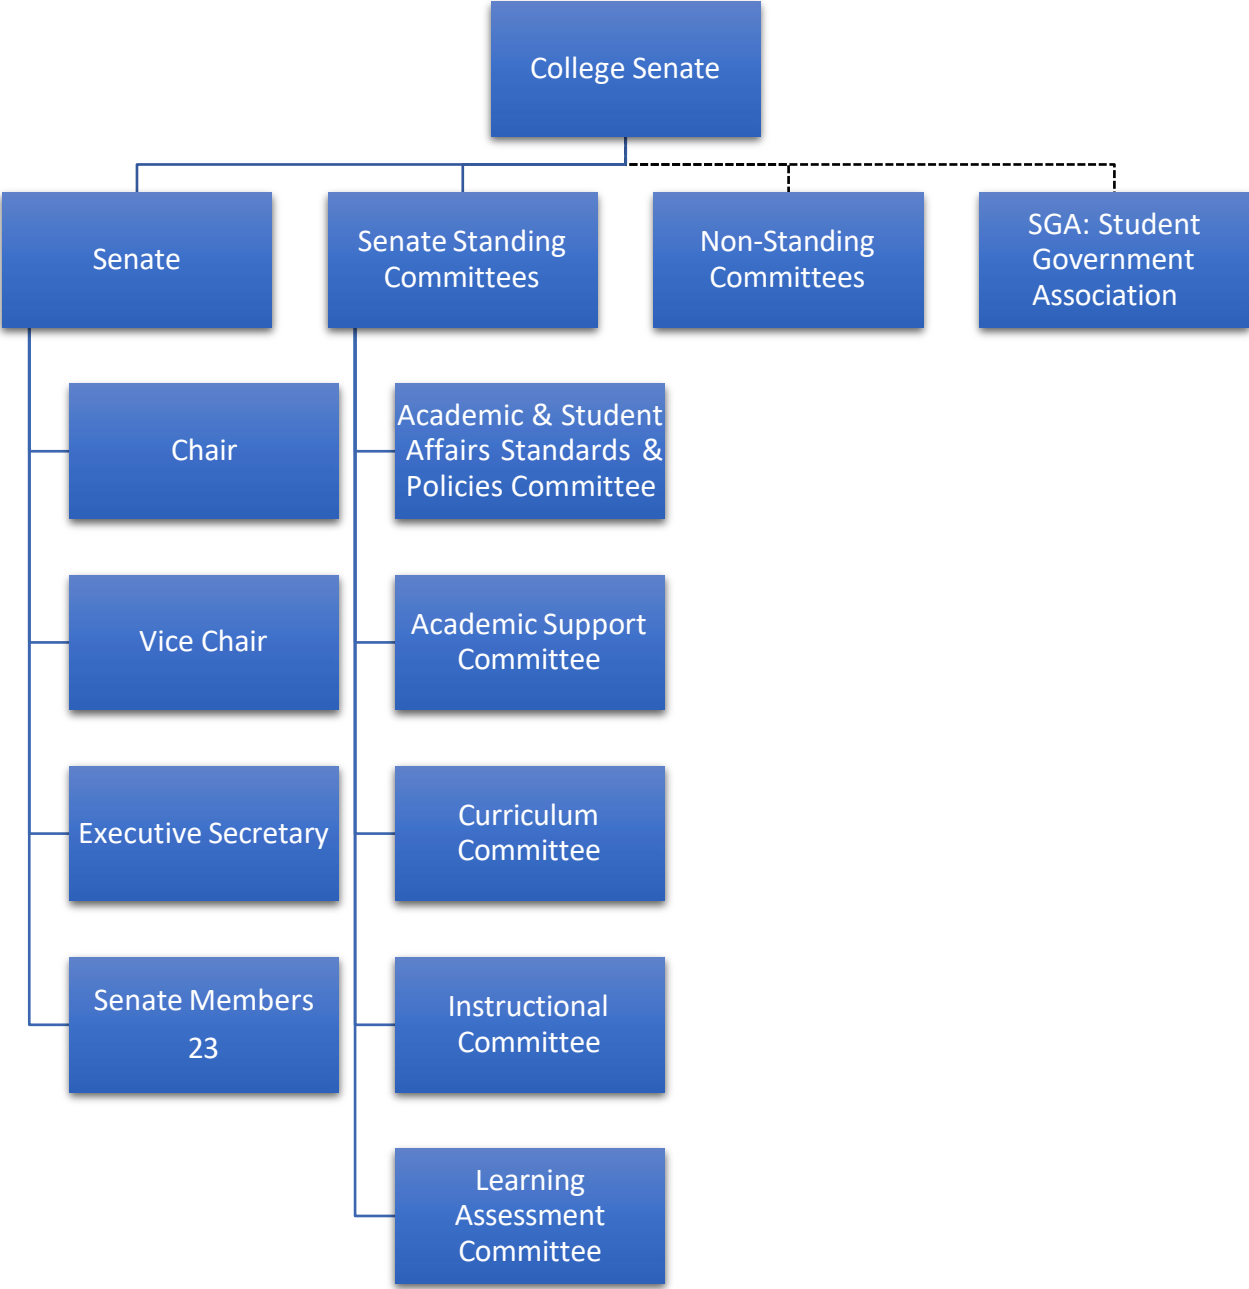 College Senate
Senate
Senate Standing
Committees
Non-Standing
Committees
SGA: Student
Government
Association
Chair
Vice Chair
Executive Secretary
Senate Members
23
Academic & Student
Affairs Standards &
Policies Committee
Academic Support
Committee
Curriculum
Committee
Instructional
Committee
Learning
Assessment
Committee